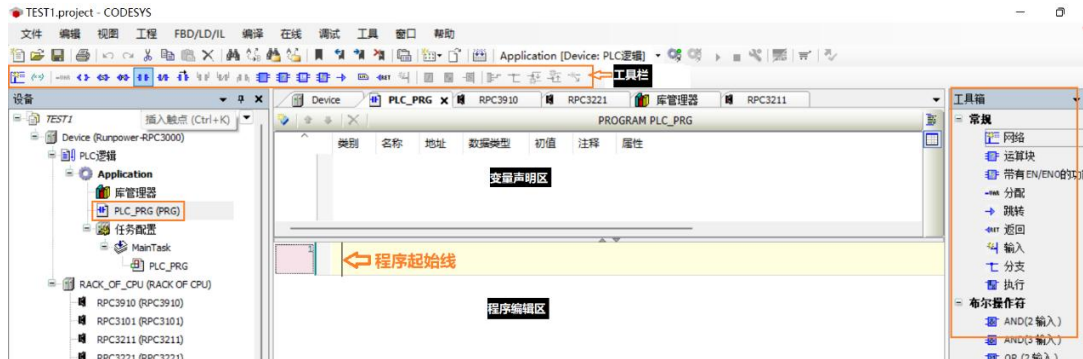 TEST1.project - CODESYS
文件 编辑 视图 工程 FBD/LD/IL 编译 在线 调试 工具 窗口 帮助
Application [Device: PLC逻辑]
工具栏
设备
Device PLC_PRG RPC3910 RPC3221 库管理器 RPC3211
工具箱
TEST1
插入触点 (Ctrl+K)
PROGRAM PLC_PRG
常规
Device (Runpower-RPC3000)
类别 名称 地址 数据类型 初值 注释 属性
网络
PLC逻辑
运算块
Application
变量声明区
带有EN/ENO的功
库管理器
分配
PLC_PRG (PRG)
跳转
任务配置
返回
MainTask
1
程序起始线
输入
PLC_PRG
分支
RACK_OF_CPU (RACK OF CPU)
执行
RPC3910 (RPC3910)
程序编辑区
布尔操作符
RPC3101 (RPC3101)
AND(2输入)
RPC3211 (RPC3211)
AND(3输入)
RPC3221 (RPC3221)
OR (2输入)